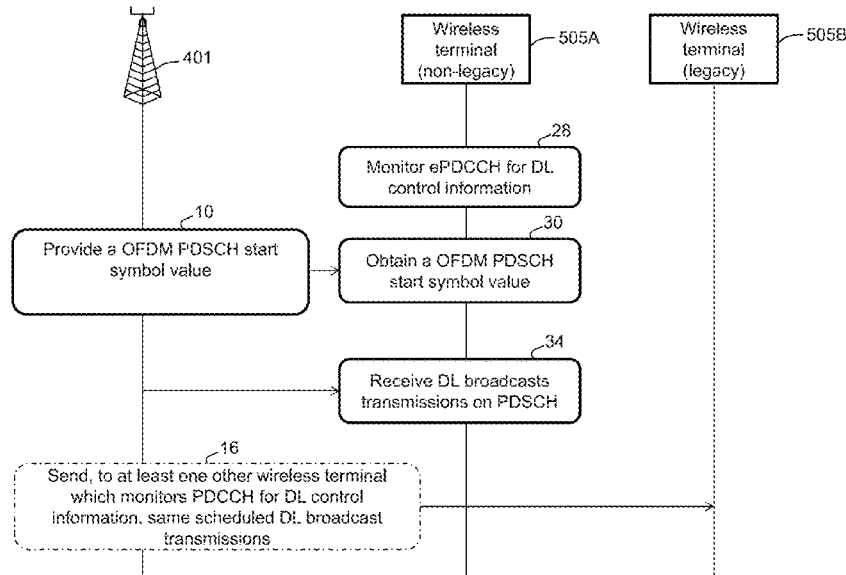 401
Wireless
terminal
(non-legacy)
505A
Wireless
terminal
(legacy)
505B
28
Monitor ePDCCH for DL
control information
10
Provide a OFDM PDSCH start
symbol value
30
Obtain a OFDM PDSCH
start symbol value
34
Receive DL broadcasts
transmissions on PDSCH
16
Send, to at least one other wireless terminal
which monitors PDCCH for DL control
information, same scheduled DL broadcast
transmissions